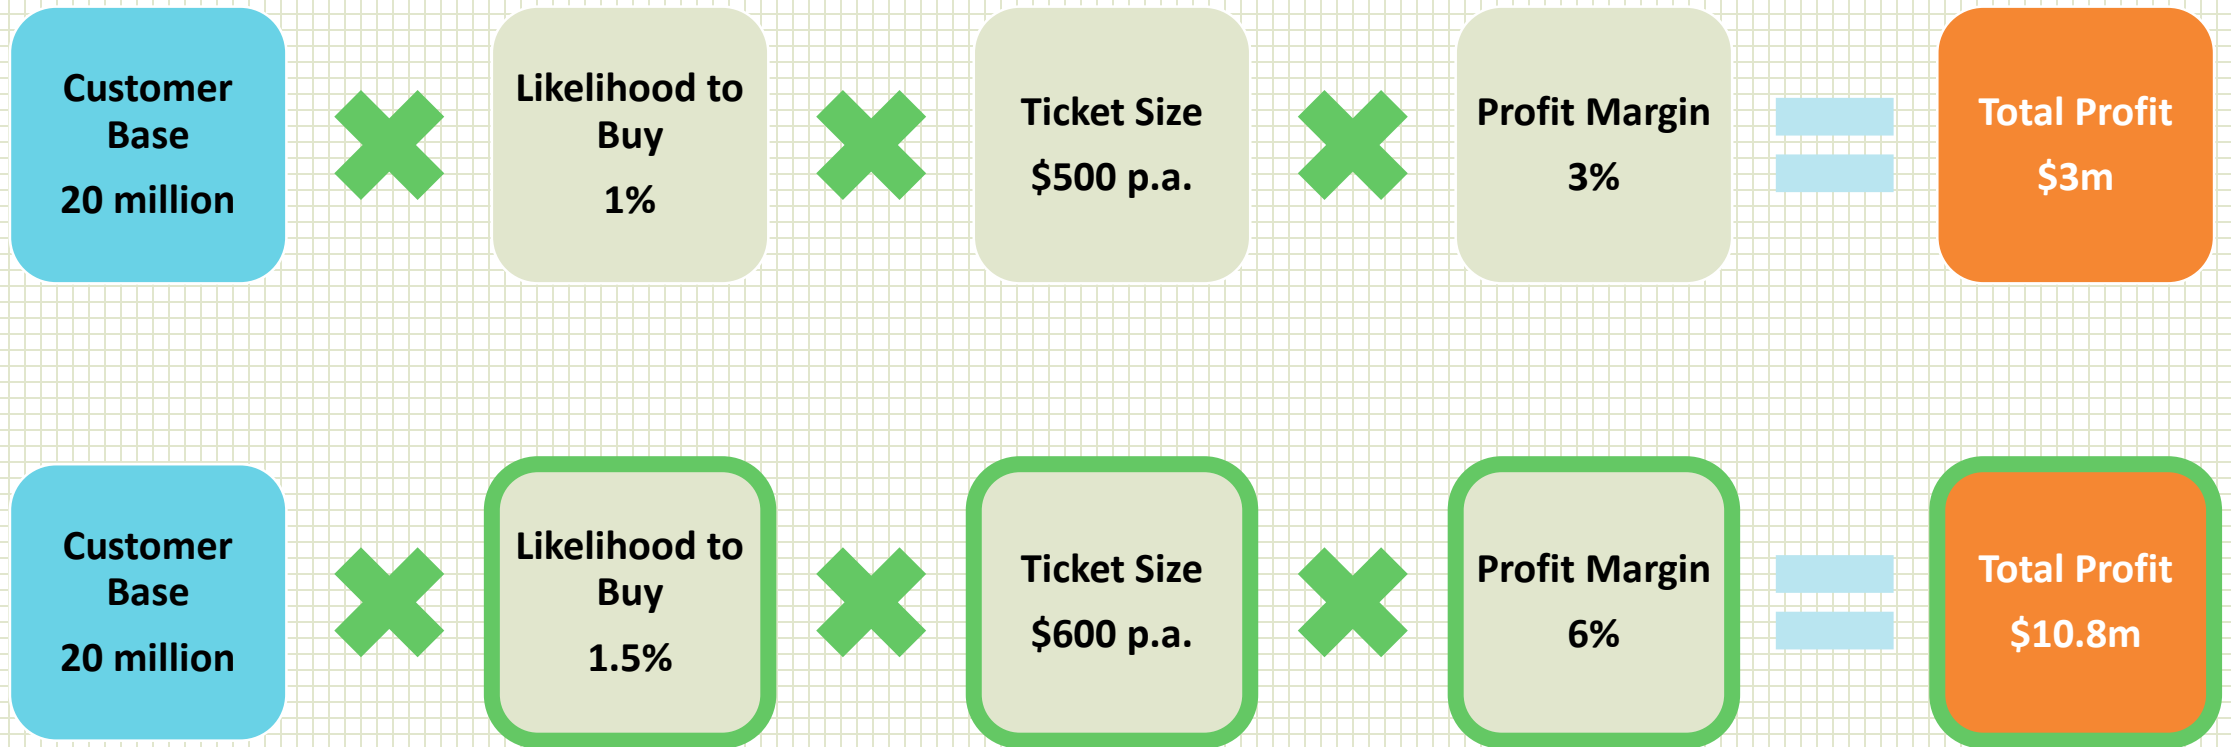 Customer
Base
20 million
Likelihood to
Buy
1%
Ticket Size
$500 p.a.
Profit Margin
3%
Total Profit
$3m
Customer
Base
20 million
Likelihood to
Buy
1.5%
Ticket Size
$600 p.a.
Profit Margin
6%
Total Profit
$10.8m